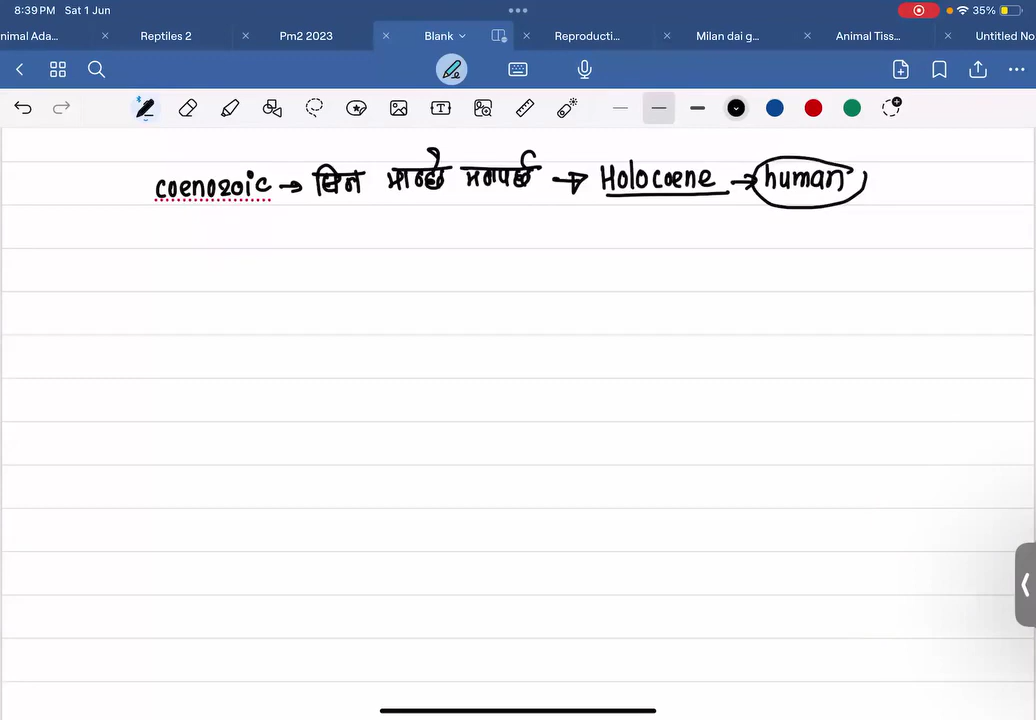 8:39 PM Sat 1 Jun 35%
nimal Ada... Reptiles 2 Pm2 2023 Blank Reproducti... Milan dai g... Animal Tiss... Untitled No
coenozoic → Holocoene → human